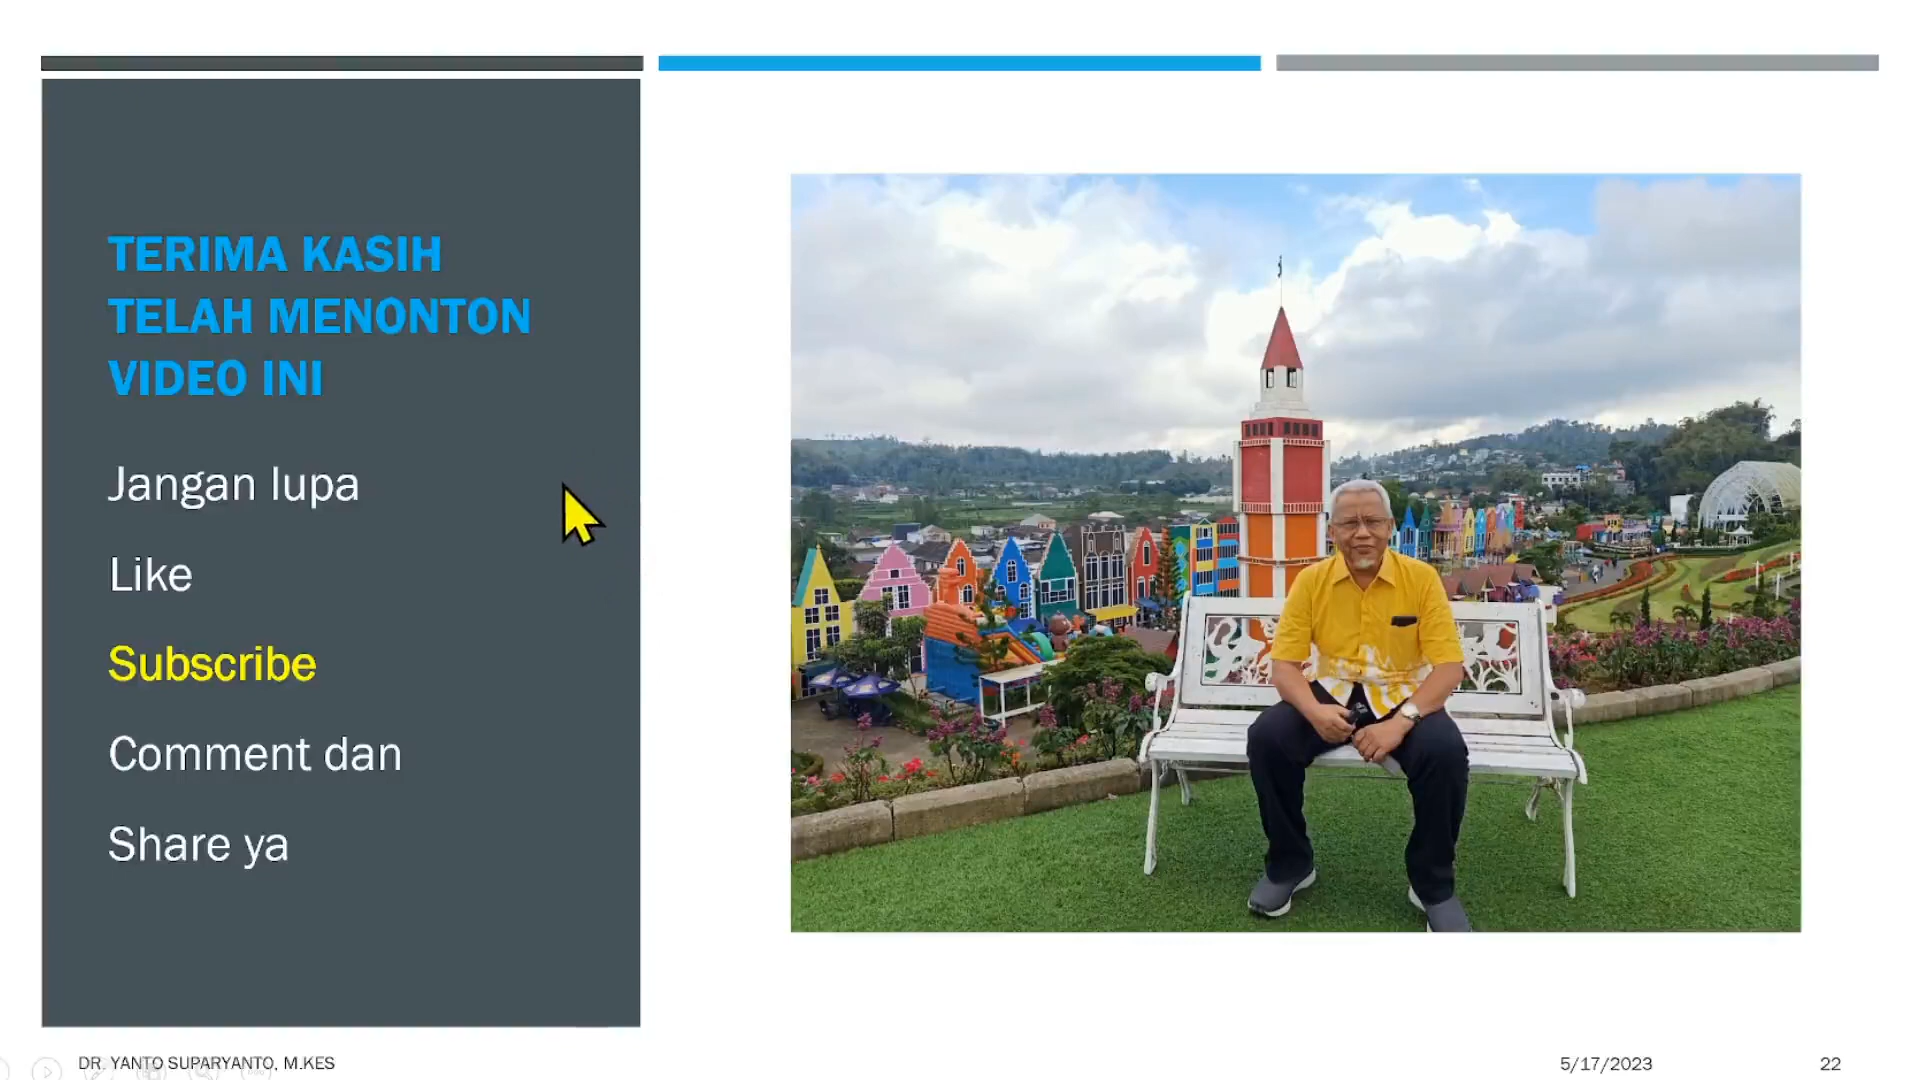 TERIMA KASIH
TELAH MENONTON
VIDEO INI
Jangan lupa
Like
Subscribe
Comment dan
Share ya
DR. YANTO SUPARYANTO, M.KES
5/17/2023
22